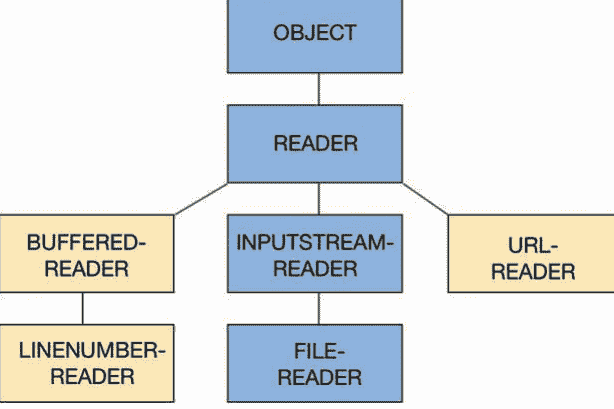 OBJECT
READER
BUFFERED-
READER
INPUTSTREAM-
READER
URL-
READER
LINENUMBER-
READER
FILE-
READER